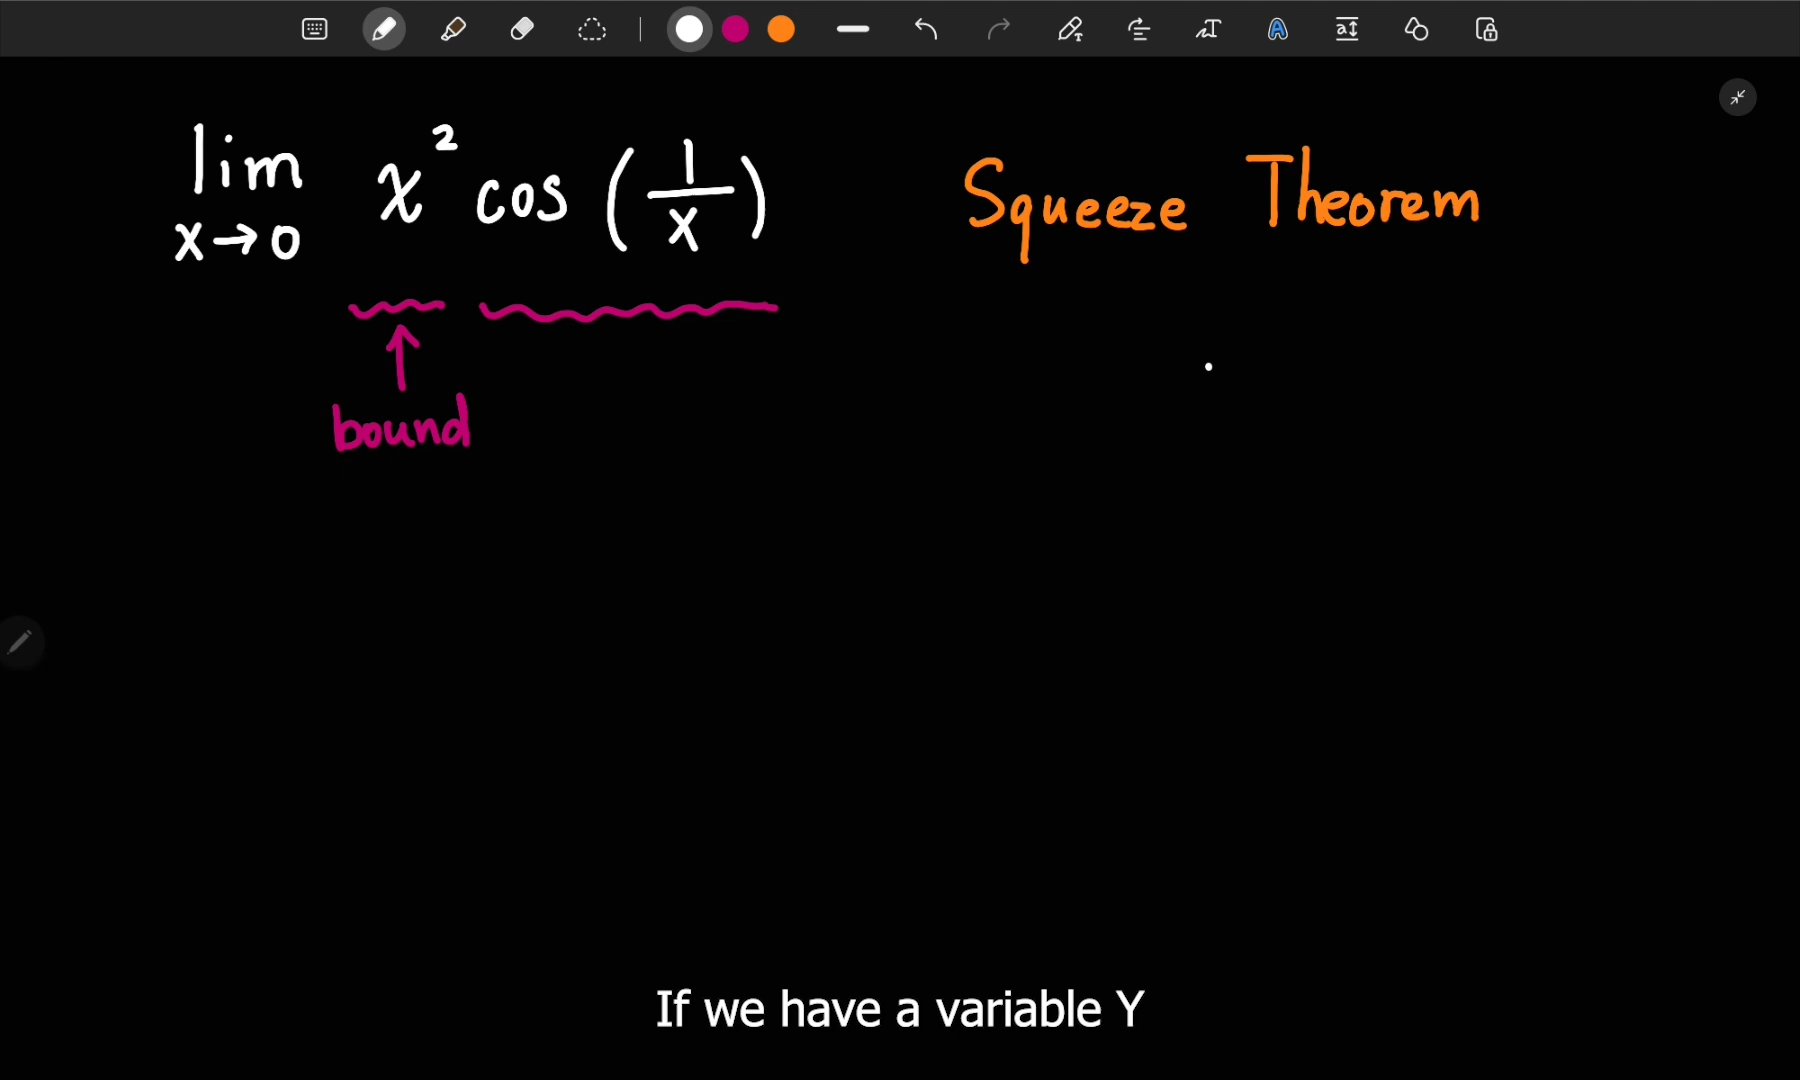 lim x→0 x² cos (1/x)
Squeeze Theorem
bound
If we have a variable Y